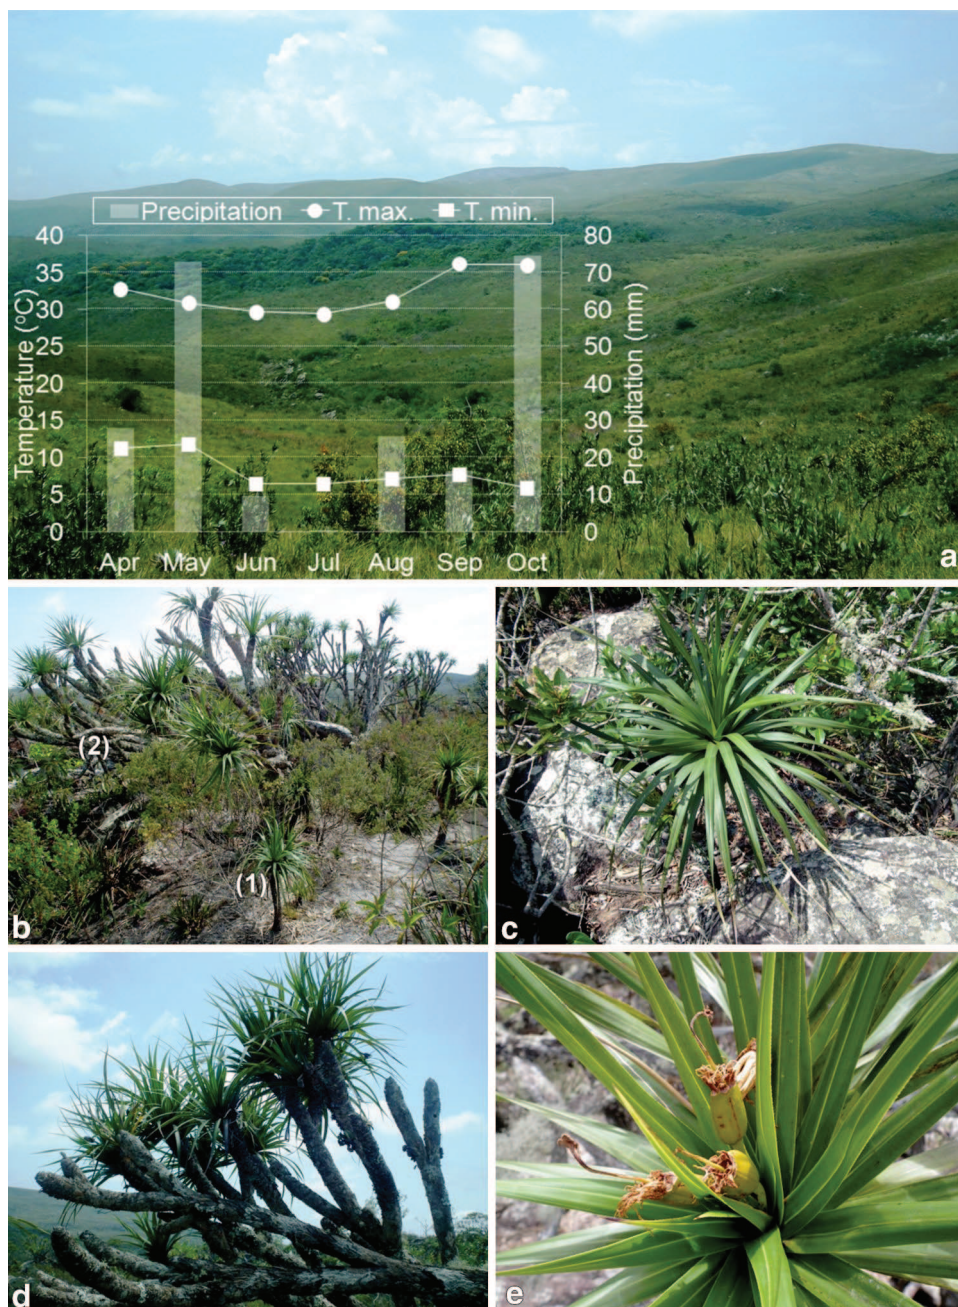 Precipitation T. max. T. min.
40 80
35 70
30 60
25 50
20 40
15 30
10 20
5 10
0 0
Temperature (ºC)
Precipitation (mm)
Apr May Jun Jul Aug Sep Oct
a
(2)
(1)
b
c
d
e